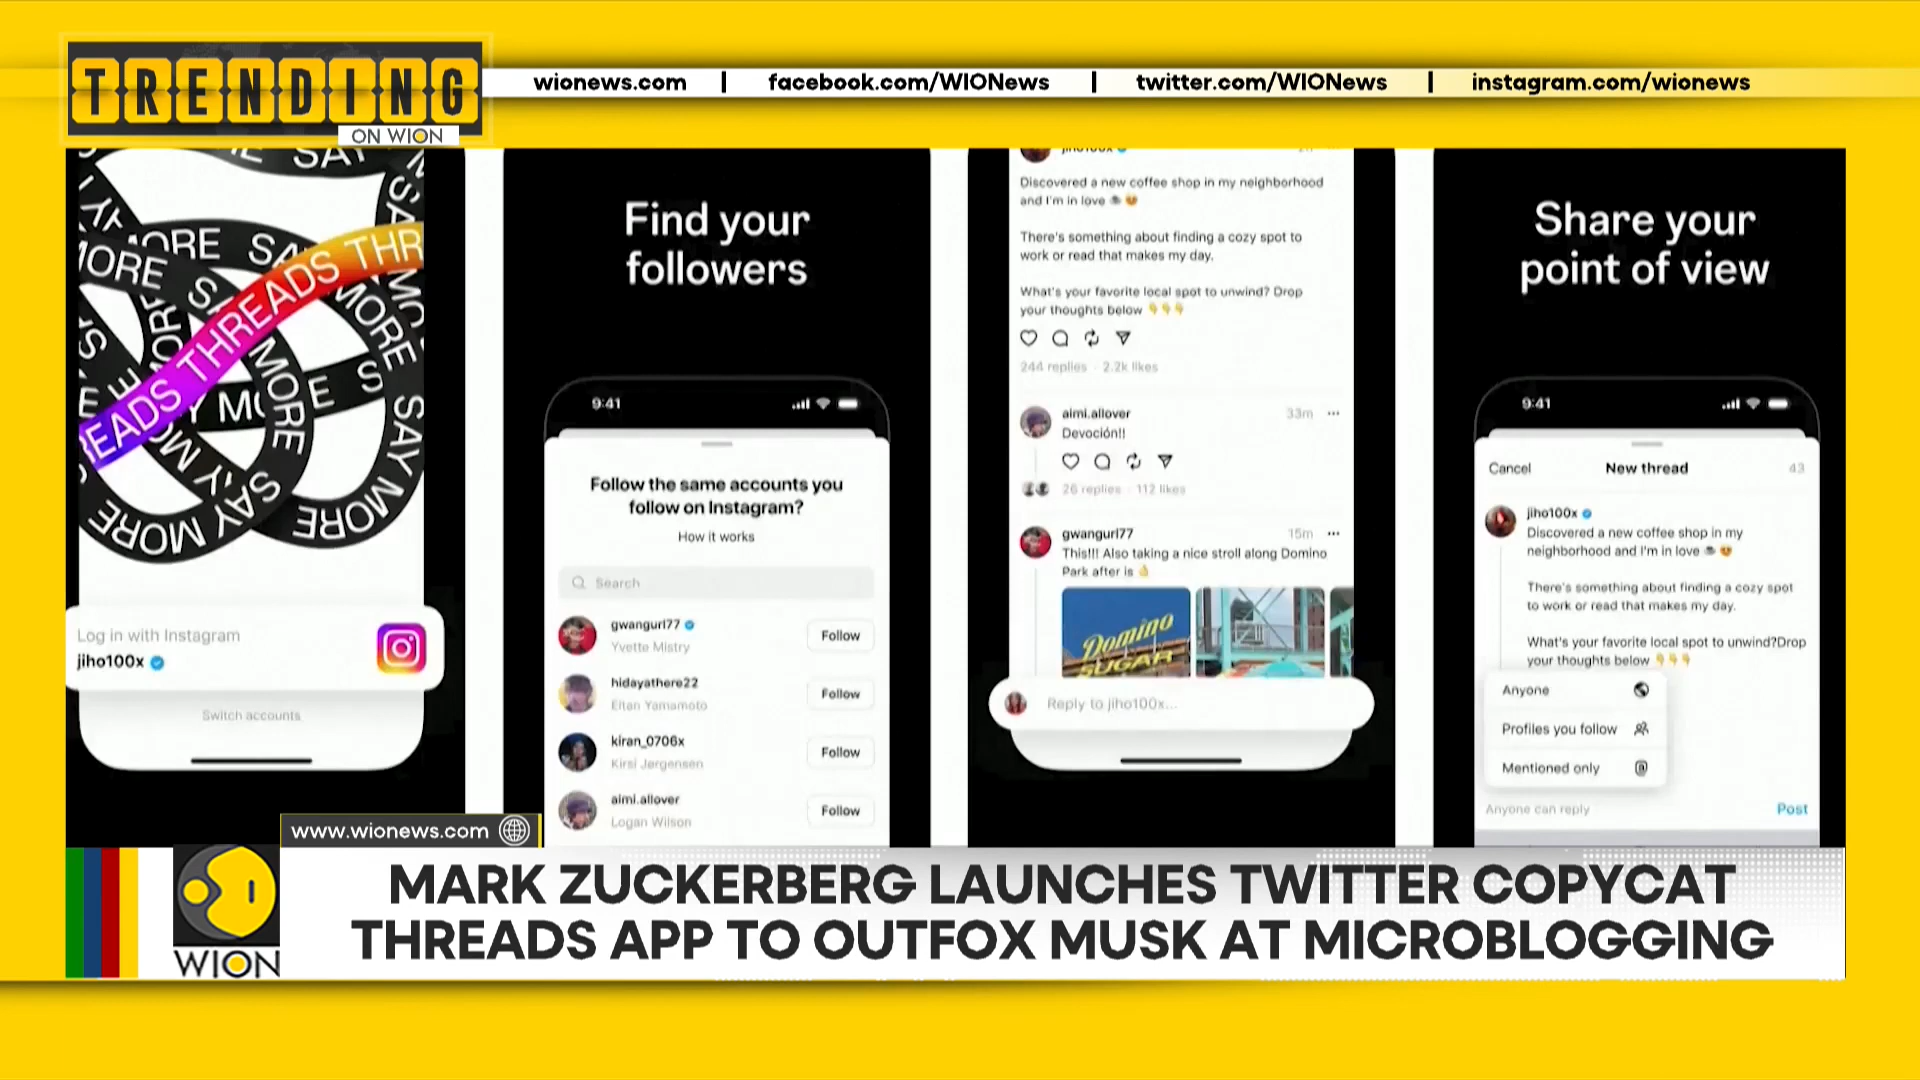 TRENDING
ON WION
wionews.com | facebook.com/WIONews | twitter.com/WIONews | instagram.com/wionews
SAY
MORE
SAY MORE
THREADS
SAY MORE
Log in with Instagram
jiho100x
Switch accounts
Find your
followers
9:41
Follow the same accounts you
follow on Instagram?
How it works
Search
gwangurl77
Yvette Mistry
Follow
hidayathere22
Eitan Yamamoto
Follow
kiran_0706x
Kirsi Jørgensen
Follow
aimi.allover
Logan Wilson
Follow
jiho100x
Discovered a new coffee shop in my neighborhood
and I'm in love ☕😍
There's something about finding a cozy spot to
work or read that makes my day.
What's your favorite local spot to unwind? Drop
your thoughts below 👇👇👇
244 replies · 2.2k likes
aimi.allover 33m ...
Devoción!!
26 replies · 112 likes
gwangurl77 15m ...
This!!! Also taking a nice stroll along Domino
Park after is 👌
Domino
SUGAR
Reply to jiho100x...
Share your
point of view
9:41
Cancel New thread 43
jiho100x
Discovered a new coffee shop in my
neighborhood and I'm in love ☕😍
There's something about finding a cozy spot
to work or read that makes my day.
What's your favorite local spot to unwind?Drop
your thoughts below 👇👇👇
Anyone
Profiles you follow
Mentioned only
Anyone can reply Post
www.wionews.com
WION
MARK ZUCKERBERG LAUNCHES TWITTER COPYCAT
THREADS APP TO OUTFOX MUSK AT MICROBLOGGING